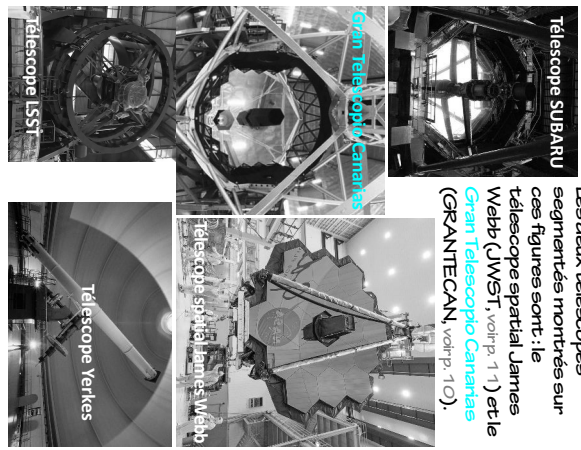 Télescope SUBARU
Les deux télescopes
segmentés montrés sur
ces figures sont : le
télescope spatial James
Webb (JWST, voir p. 11) et le
Gran Telescopio Canarias
(GRANTECAN, voir p. 10).
Gran Telescopio Canarias
Télescope spatial James Webb
Télescope LSST
Télescope Yerkes